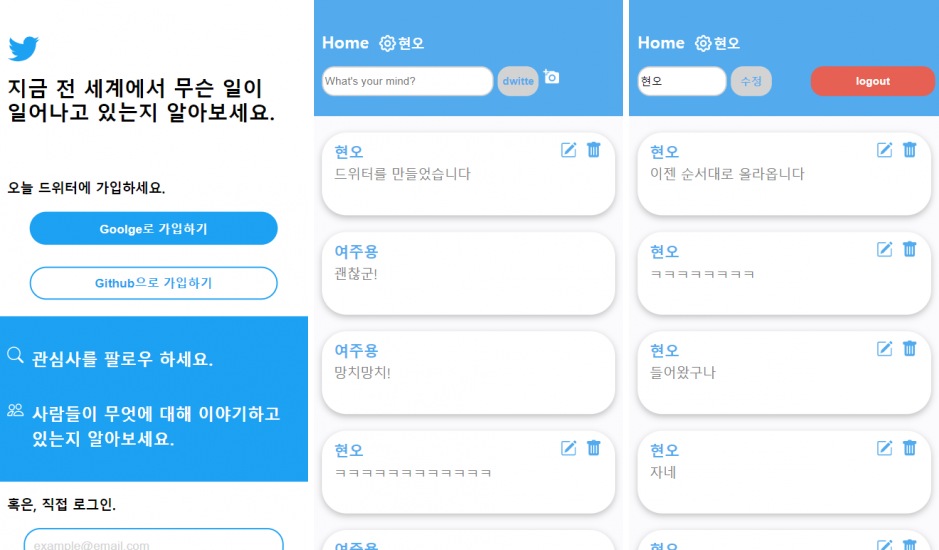 지금 전 세계에서 무슨 일이
일어나고 있는지 알아보세요.
오늘 드위터에 가입하세요.
Goolge로 가입하기
Github으로 가입하기
관심사를 팔로우 하세요.
사람들이 무엇에 대해 이야기하고
있는지 알아보세요.
혹은, 직접 로그인.
example@email.com
Home 현오
What's your mind? dwitte
현오
드위터를 만들었습니다
여주용
괜찮군!
여주용
망치망치!
현오
ㅋㅋㅋㅋㅋㅋㅋㅋㅋㅋㅋㅋ
여주용
Home 현오
현오 수정 logout
현오
이젠 순서대로 올라옵니다
현오
ㅋㅋㅋㅋㅋㅋㅋㅋ
현오
들어왔구나
현오
자네
현오